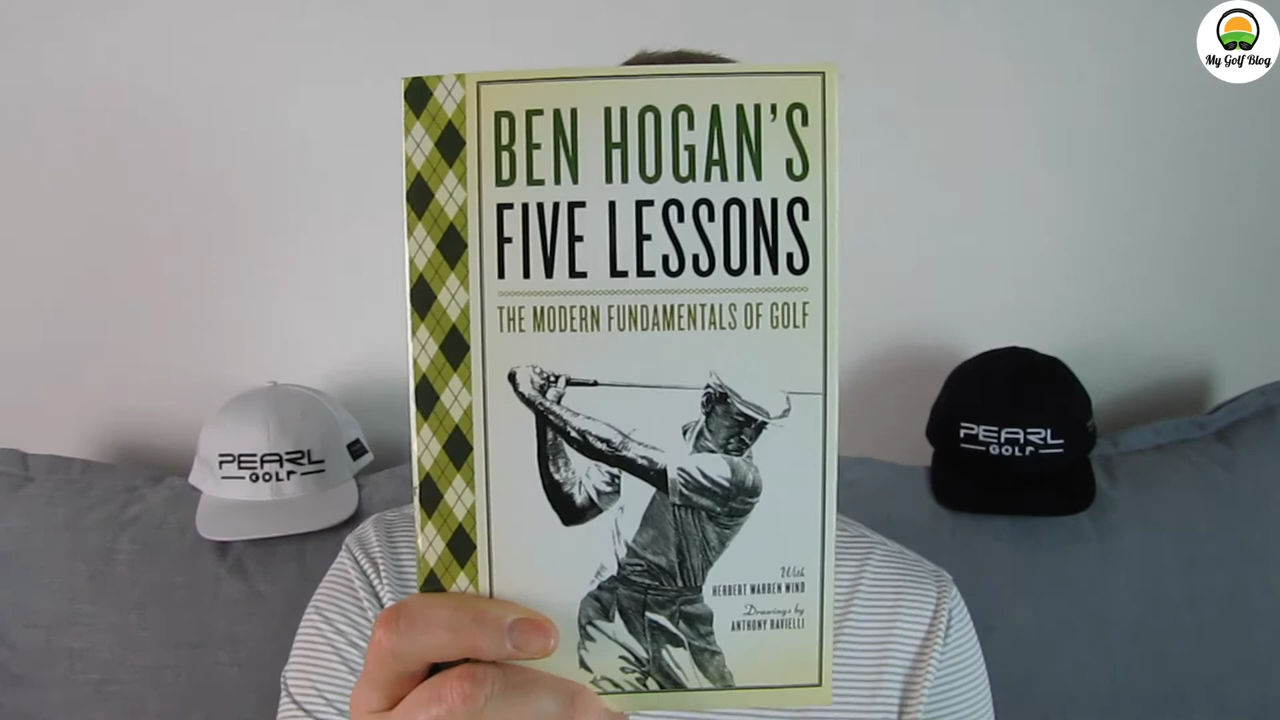 My Golf Blog
BEN HOGAN'S
FIVE LESSONS
THE MODERN FUNDAMENTALS OF GOLF
With
HERBERT WARREN WIND
Drawings by
ANTHONY RAVIELLI
PEARL
GOLF
PEARL
GOLF